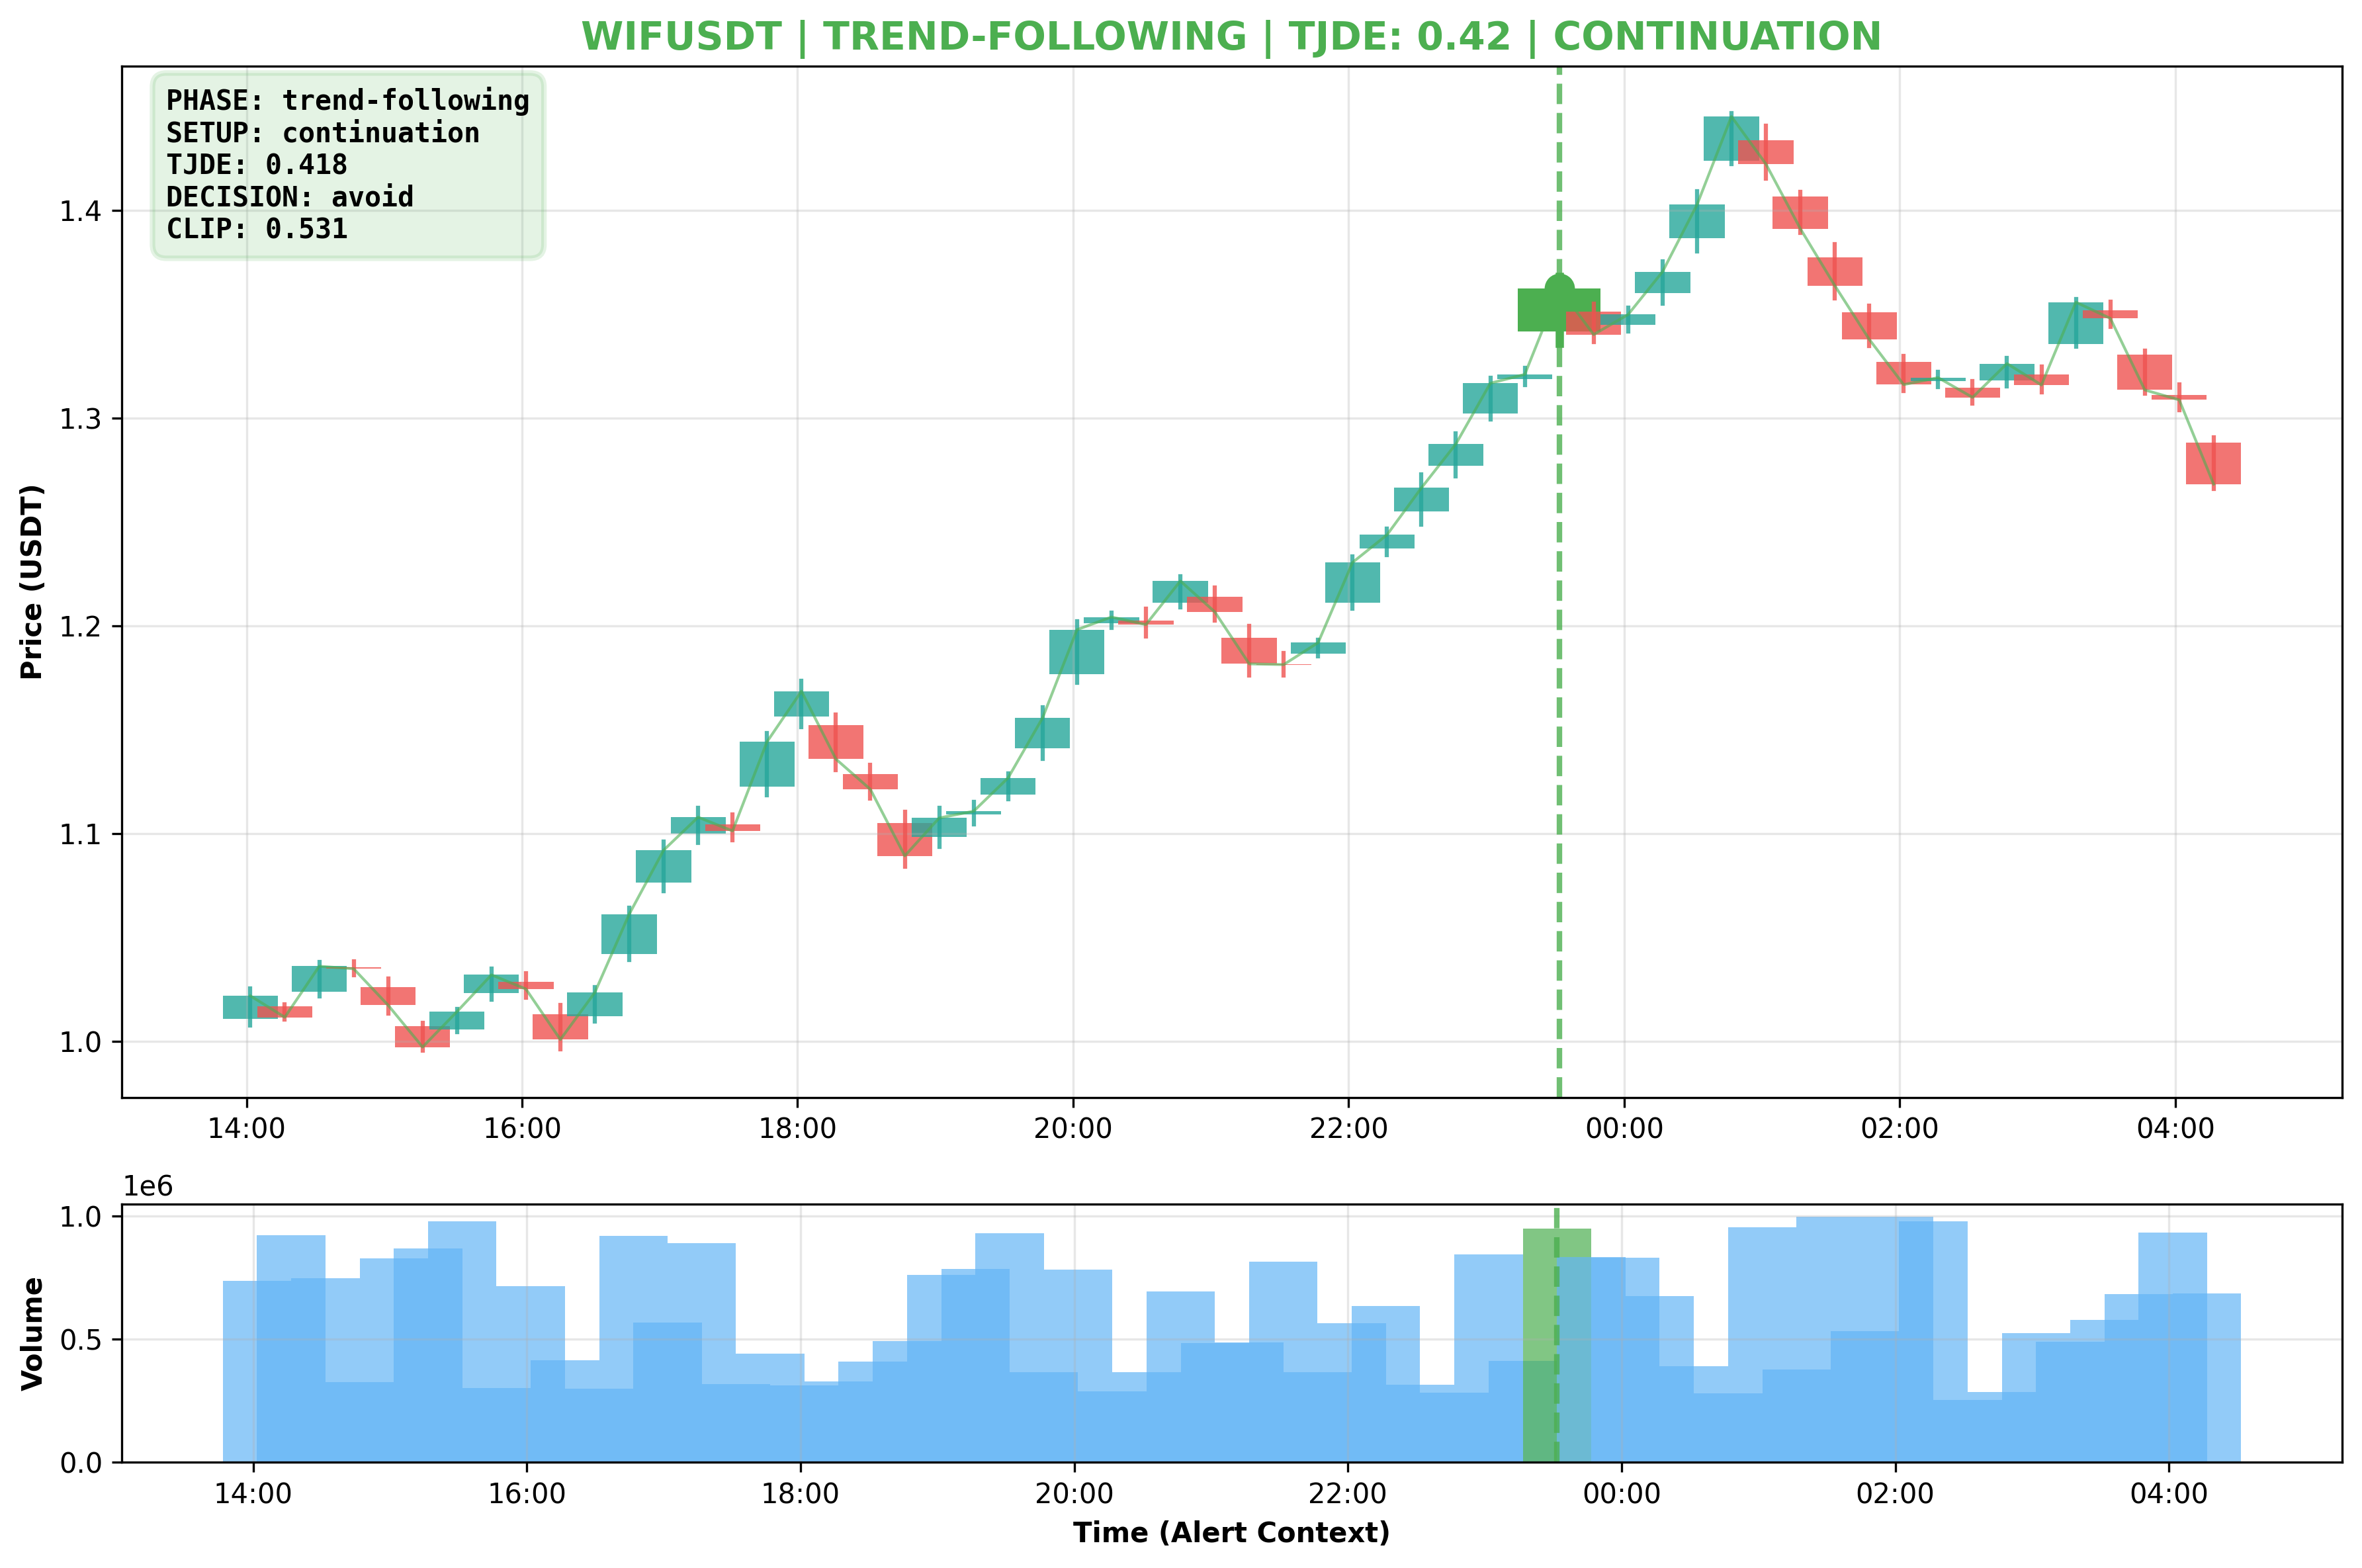 WIFUSDT | TREND-FOLLOWING | TJDE: 0.42 | CONTINUATION
PHASE: trend-following
SETUP: continuation
TJDE: 0.418
DECISION: avoid
CLIP: 0.531
Price (USDT)
1.4
1.3
1.2
1.1
1.0
14:00 16:00 18:00 20:00 22:00 00:00 02:00 04:00
1e6
Volume
1.0
0.5
0.0
14:00 16:00 18:00 20:00 22:00 00:00 02:00 04:00
Time (Alert Context)